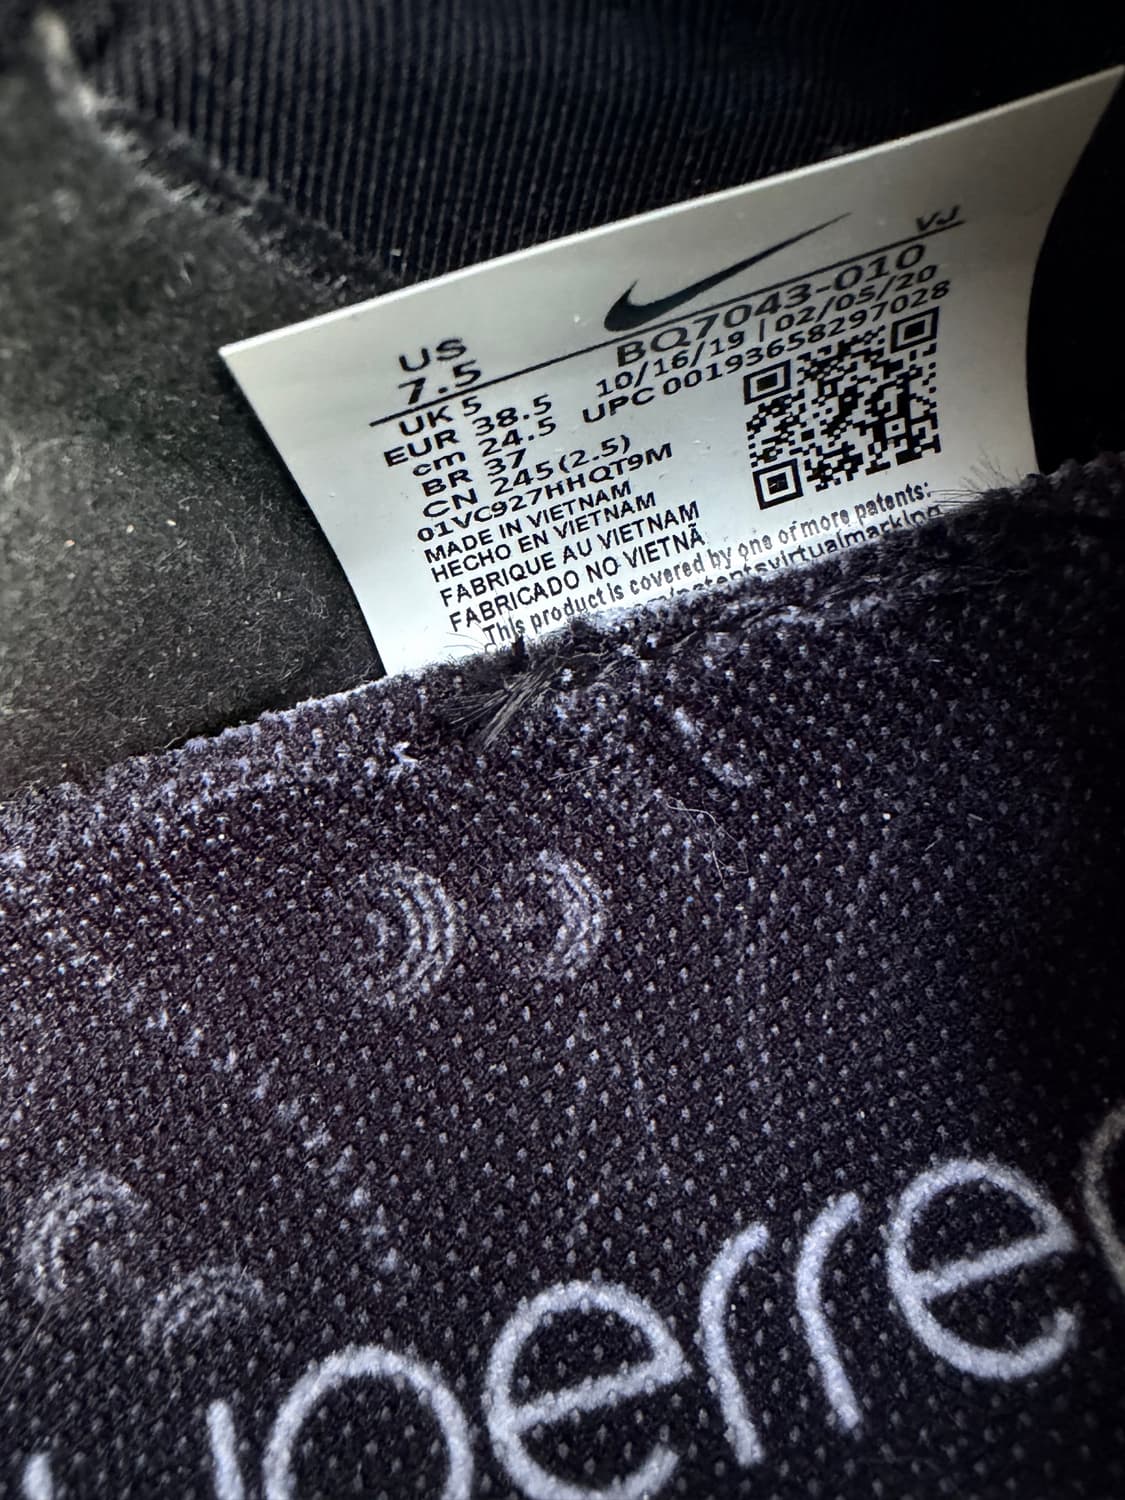 VJ
US
7.5
BQ7043-010
UK 5
10/16/19 | 02/05/20
EUR 38.5
UPC 00193658297028
cm 24.5
BR 37
CN 245(2.5)
01VC927HHQT9M
MADE IN VIETNAM
HECHO EN VIETNAM
FABRIQUE AU VIETNAM
FABRICADO NO VIETNÃ
This product is covered by one or more patents: